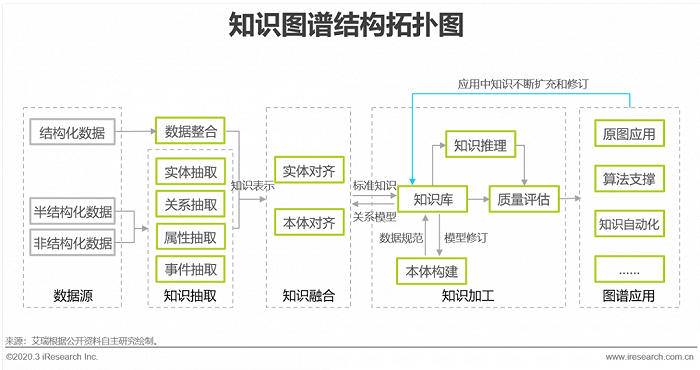 知识图谱结构拓扑图
应用中知识不断扩充和修订
结构化数据
半结构化数据
非结构化数据
数据源
数据整合
实体抽取
关系抽取
属性抽取
事件抽取
知识抽取
知识表示
实体对齐
本体对齐
知识融合
标准知识
关系模型
知识推理
知识库
质量评估
数据规范
模型修订
本体构建
知识加工
原图应用
算法支撑
知识自动化
......
图谱应用
来源：艾瑞根据公开资料自主研究绘制。
©2020.3 iResearch Inc.
www.iresearch.com.cn